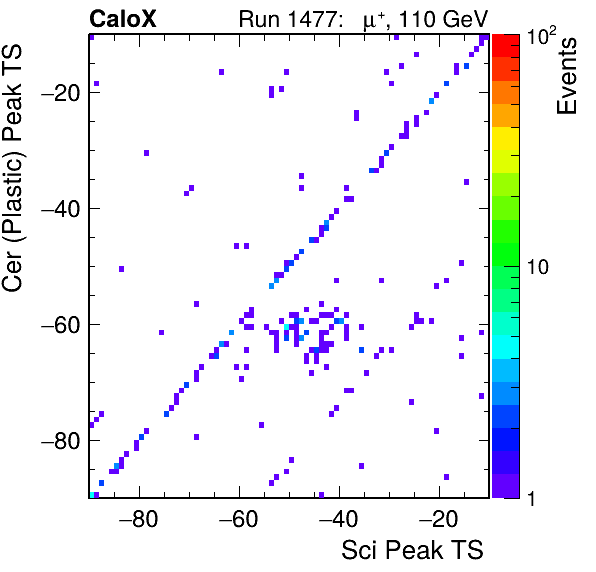 CaloX Run 1477: μ⁺, 110 GeV
Cer (Plastic) Peak TS
−20
−40
−60
−80
−80 −60 −40 −20
Sci Peak TS
10²
10
1
Events